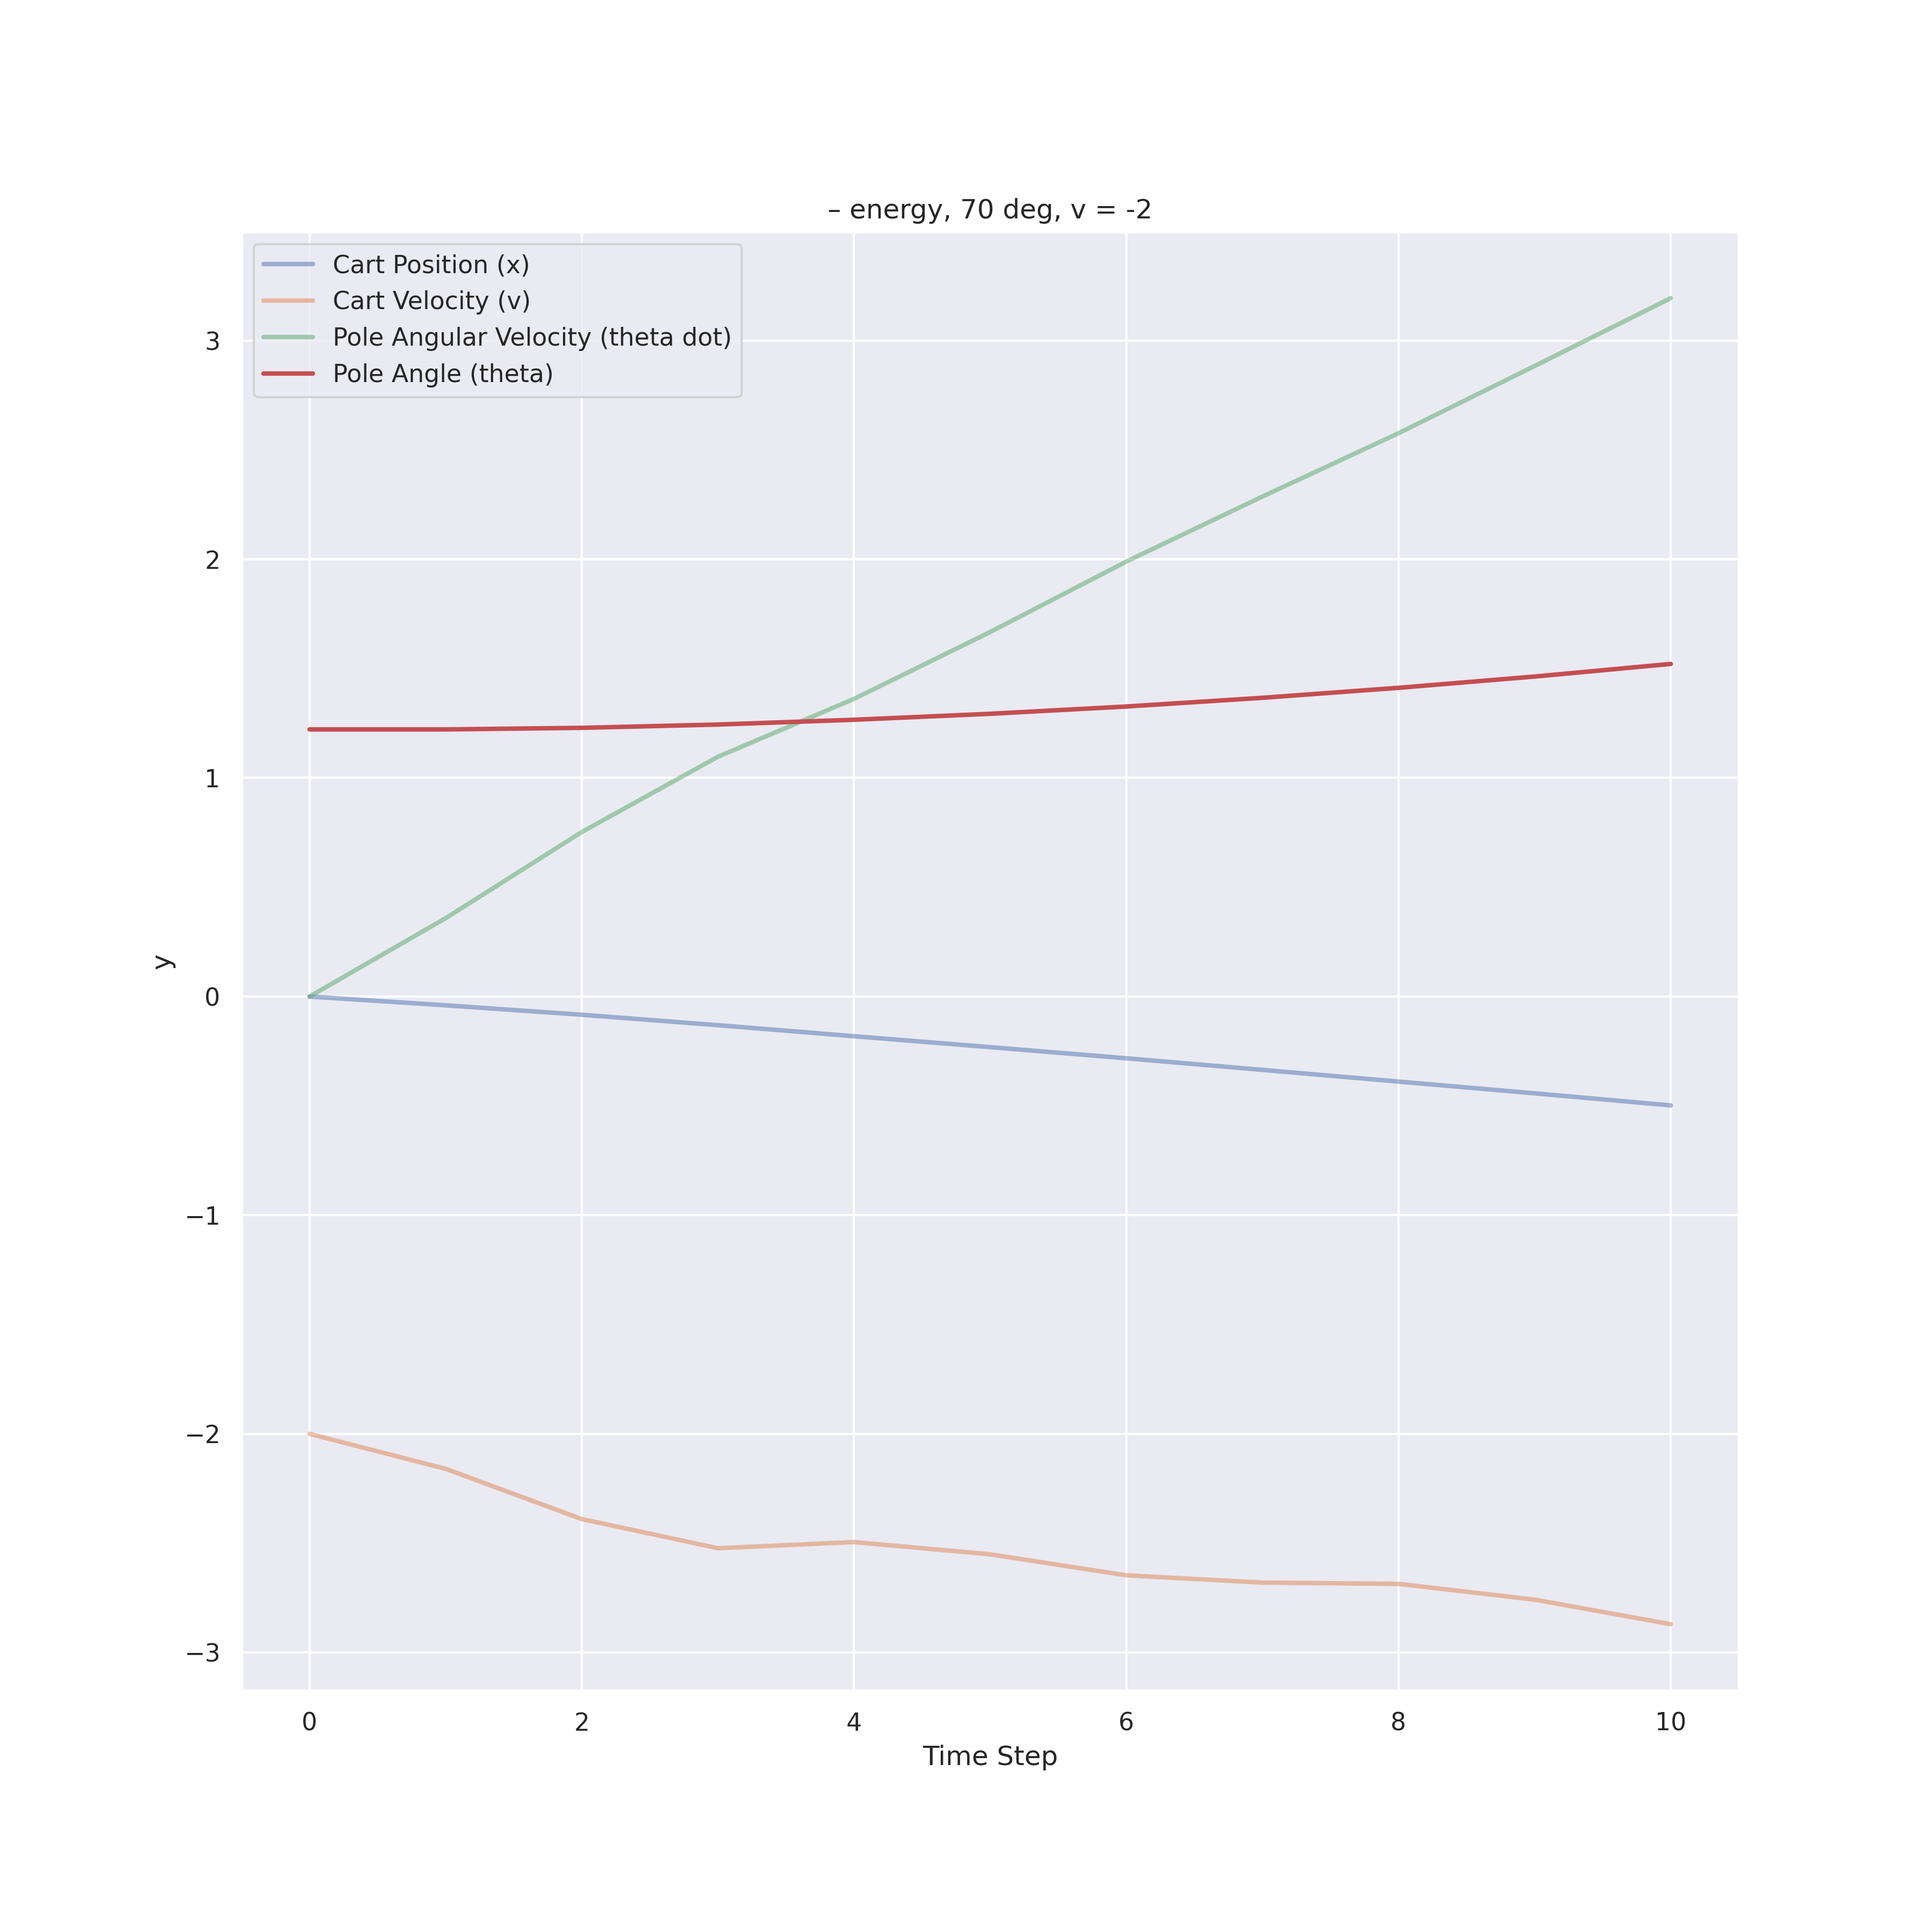 – energy, 70 deg, v = -2
Cart Position (x)
Cart Velocity (v)
Pole Angular Velocity (theta dot)
Pole Angle (theta)
3
2
1
0
−1
−2
−3
y
0 2 4 6 8 10
Time Step